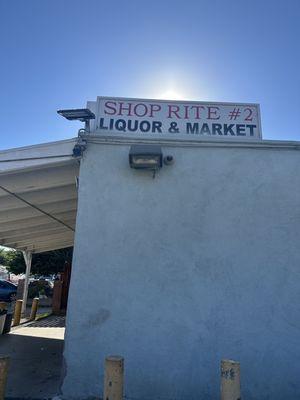 SHOP RITE #2
LIQUOR & MARKET